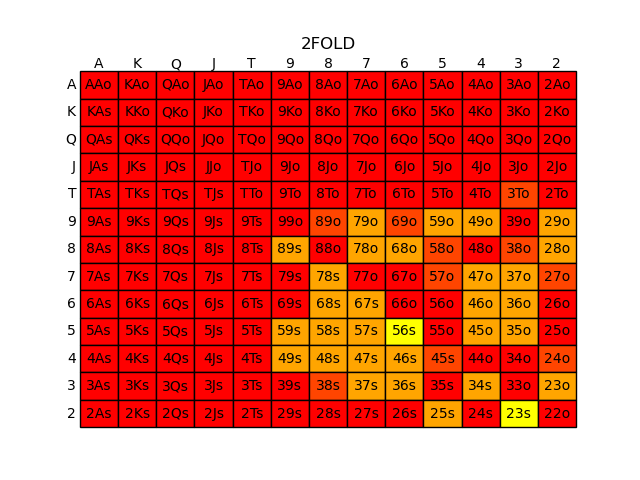 2FOLD
A K Q J T 9 8 7 6 5 4 3 2
A AAo KAo QAo JAo TAo 9Ao 8Ao 7Ao 6Ao 5Ao 4Ao 3Ao 2Ao
K KAs KKo QKo JKo TKo 9Ko 8Ko 7Ko 6Ko 5Ko 4Ko 3Ko 2Ko
Q QAs QKs QQo JQo TQo 9Qo 8Qo 7Qo 6Qo 5Qo 4Qo 3Qo 2Qo
J JAs JKs JQs JJo TJo 9Jo 8Jo 7Jo 6Jo 5Jo 4Jo 3Jo 2Jo
T TAs TKs TQs TJs TTo 9To 8To 7To 6To 5To 4To 3To 2To
9 9As 9Ks 9Qs 9Js 9Ts 99o 89o 79o 69o 59o 49o 39o 29o
8 8As 8Ks 8Qs 8Js 8Ts 89s 88o 78o 68o 58o 48o 38o 28o
7 7As 7Ks 7Qs 7Js 7Ts 79s 78s 77o 67o 57o 47o 37o 27o
6 6As 6Ks 6Qs 6Js 6Ts 69s 68s 67s 66o 56o 46o 36o 26o
5 5As 5Ks 5Qs 5Js 5Ts 59s 58s 57s 56s 55o 45o 35o 25o
4 4As 4Ks 4Qs 4Js 4Ts 49s 48s 47s 46s 45s 44o 34o 24o
3 3As 3Ks 3Qs 3Js 3Ts 39s 38s 37s 36s 35s 34s 33o 23o
2 2As 2Ks 2Qs 2Js 2Ts 29s 28s 27s 26s 25s 24s 23s 22o